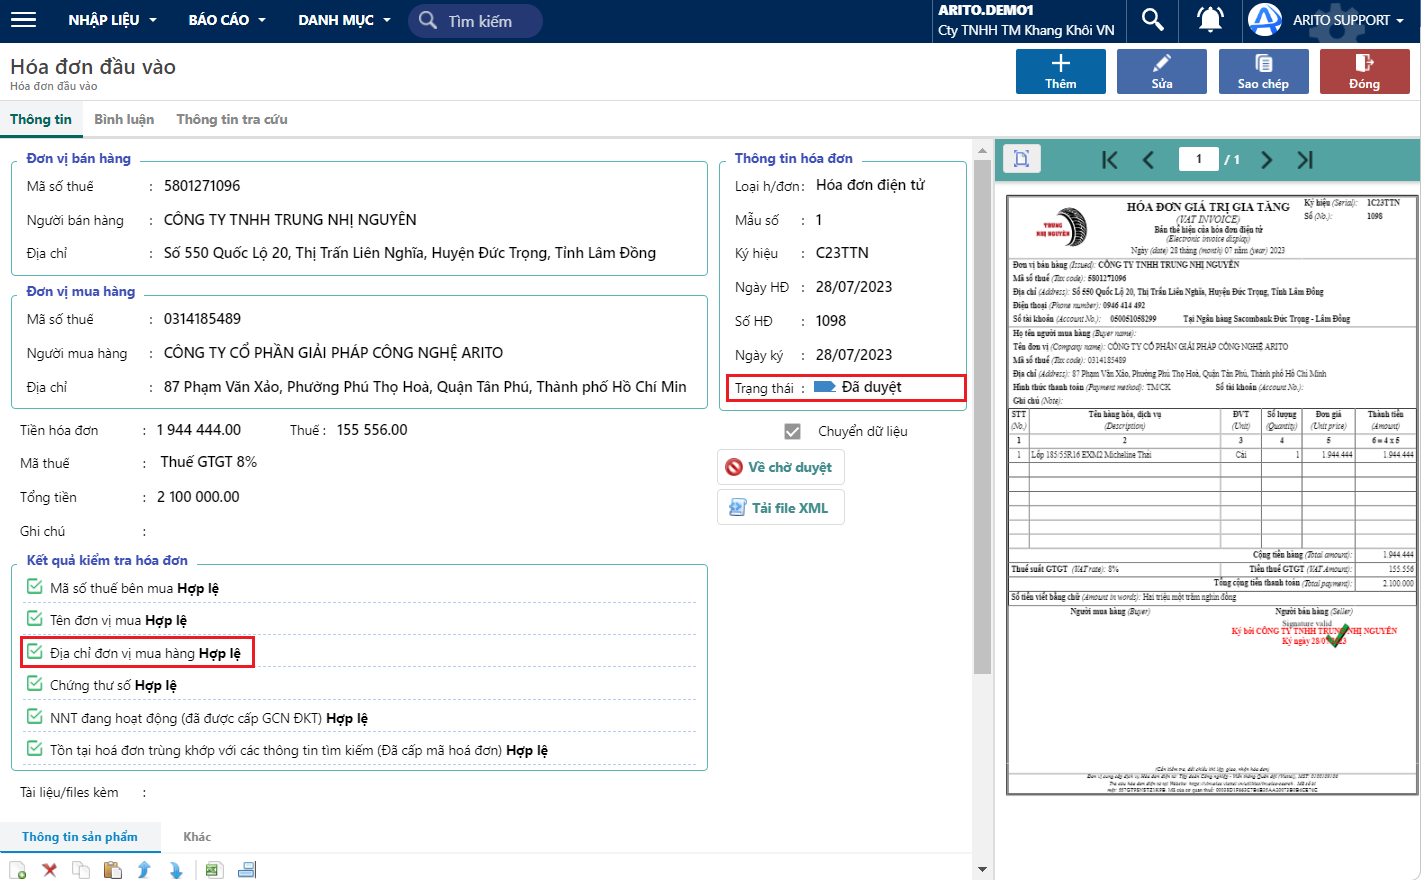 NHẬP LIỆU
BÁO CÁO
DANH MỤC
Tìm kiếm
ARITO.DEMO1
Cty TNHH TM Khang Khôi VN
ARITO SUPPORT
Hóa đơn đầu vào
Hóa đơn đầu vào
Thêm
Sửa
Sao chép
Đóng
Thông tin
Bình luận
Thông tin tra cứu
Đơn vị bán hàng
Mã số thuế : 5801271096
Người bán hàng : CÔNG TY TNHH TRUNG NHỊ NGUYÊN
Địa chỉ : Số 550 Quốc Lộ 20, Thị Trấn Liên Nghĩa, Huyện Đức Trọng, Tỉnh Lâm Đồng
Đơn vị mua hàng
Mã số thuế : 0314185489
Người mua hàng : CÔNG TY CỔ PHẦN GIẢI PHÁP CÔNG NGHỆ ARITO
Địa chỉ : 87 Phạm Văn Xảo, Phường Phú Thọ Hoà, Quận Tân Phú, Thành phố Hồ Chí Min
Tiền hóa đơn : 1 944 444.00 Thuế : 155 556.00
Mã thuế : Thuế GTGT 8%
Tổng tiền : 2 100 000.00
Ghi chú :
Thông tin hóa đơn
Loại h/đơn : Hóa đơn điện tử
Mẫu số : 1
Ký hiệu : C23TTN
Ngày HĐ : 28/07/2023
Số HĐ : 1098
Ngày ký : 28/07/2023
Trạng thái : Đã duyệt
Chuyển dữ liệu
Về chờ duyệt
Tải file XML
Kết quả kiểm tra hóa đơn
Mã số thuế bên mua Hợp lệ
Tên đơn vị mua Hợp lệ
Địa chỉ đơn vị mua hàng Hợp lệ
Chứng thư số Hợp lệ
NNT đang hoạt động (đã được cấp GCN ĐKT) Hợp lệ
Tồn tại hoá đơn trùng khớp với các thông tin tìm kiếm (Đã cấp mã hoá đơn) Hợp lệ
Tài liệu/files kèm :
Thông tin sản phẩm
Khác
1 / 1
TRUNG
NHỊ NGUYÊN
HÓA ĐƠN GIÁ TRỊ GIA TĂNG
(VAT INVOICE)
Bản thể hiện của hóa đơn điện tử
(Electronic invoice display)
Ngày (date) 28 tháng (month) 07 năm (year) 2023
Ký hiệu (Serial): 1C23TTN
Số (No.): 1098
Đơn vị bán hàng (Issued): CÔNG TY TNHH TRUNG NHỊ NGUYÊN
Mã số thuế (Tax code): 5801271096
Địa chỉ (Address): Số 550 Quốc Lộ 20, Thị Trấn Liên Nghĩa, Huyện Đức Trọng, Tỉnh Lâm Đồng
Điện thoại (Phone number): 0946 414 492
Số tài khoản (Account No.): 050051058299 Tại Ngân hàng Sacombank Đức Trọng - Lâm Đồng
Họ tên người mua hàng (Buyer name):
Tên đơn vị (Company name): CÔNG TY CỔ PHẦN GIẢI PHÁP CÔNG NGHỆ ARITO
Mã số thuế (Tax code): 0314185489
Địa chỉ (Address): 87 Phạm Văn Xảo, Phường Phú Thọ Hoà, Quận Tân Phú, Thành phố Hồ Chí Minh
Hình thức thanh toán (Payment method): TM/CK Số tài khoản (Account No.):
Ghi chú (Note):
STT Tên hàng hóa, dịch vụ ĐVT Số lượng Đơn giá Thành tiền
(No.) (Description) (Unit) (Quantity) (Unit price) (Amount)
1 2 3 4 5 6 = 4 x 5
1 Lốp 185/55R16 EXM2 Micheline Thái Cái 1 1.944.444 1.944.444
Cộng tiền hàng (Total amount): 1.944.444
Thuế suất GTGT (VAT rate): 8% Tiền thuế GTGT (VAT Amount): 155.556
Tổng cộng tiền thanh toán (Total payment): 2.100.000
Số tiền viết bằng chữ (Amount in words): Hai triệu một trăm nghìn đồng
Người mua hàng (Buyer) Người bán hàng (Seller)
Signature valid
Ký bởi CÔNG TY TNHH TRUNG NHỊ NGUYÊN
Ký ngày 28/07/2023
(Cần kiểm tra, đối chiếu khi lập, giao, nhận hóa đơn)